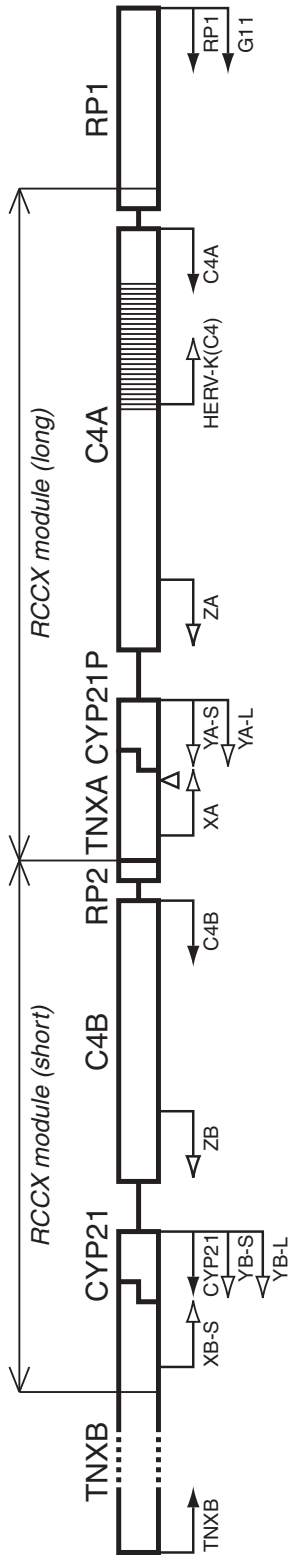 RCCX module (short)
RCCX module (long)
TNXB
CYP21
C4B
RP2
TNXA
CYP21P
C4A
RP1
TNXB
XB-S
CYP21
YB-S
YB-L
ZB
C4B
XA
YA-S
YA-L
ZA
HERV-K(C4)
C4A
RP1
G11